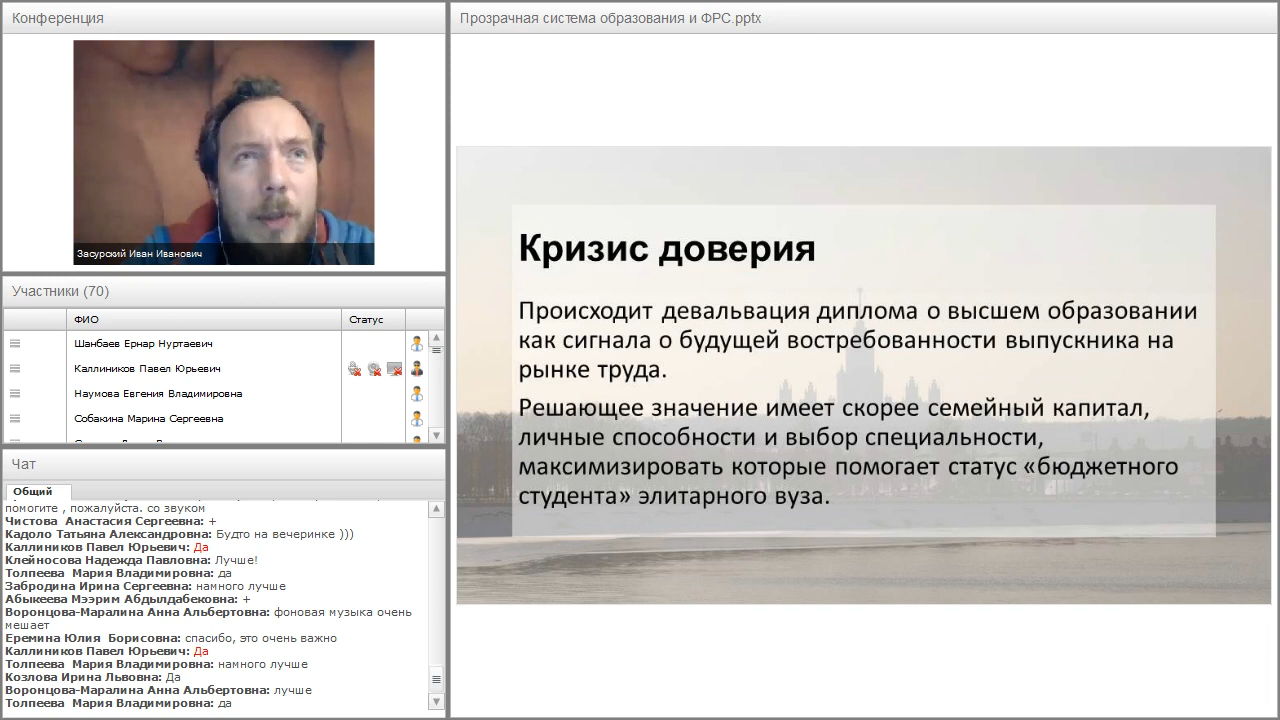 Конференция
Засурский Иван Иванович
Участники (70)
ФИО Статус
Шанбаев Ернар Нуртаевич
Каллиников Павел Юрьевич
Наумова Евгения Владимировна
Собакина Марина Сергеевна
Чат
Общий
помогите , пожалуйста. со звуком
Чистова Анастасия Сергеевна: +
Кадоло Татьяна Александровна: Будто на вечеринке )))
Каллиников Павел Юрьевич: Да
Клейносова Надежда Павловна: Лучше!
Толпеева Мария Владимировна: да
Забродина Ирина Сергеевна: намного лучше
Абыкеева Мээрим Абдылдабековна: +
Воронцова-Маралина Анна Альбертовна: фоновая музыка очень
мешает
Еремина Юлия Борисовна: спасибо, это очень важно
Каллиников Павел Юрьевич: Да
Толпеева Мария Владимировна: намного лучше
Козлова Ирина Львовна: Да
Воронцова-Маралина Анна Альбертовна: лучше
Толпеева Мария Владимировна: да
Прозрачная система образования и ФРС.pptx
Кризис доверия
Происходит девальвация диплома о высшем образовании
как сигнала о будущей востребованности выпускника на
рынке труда.
Решающее значение имеет скорее семейный капитал,
личные способности и выбор специальности,
максимизировать которые помогает статус «бюджетного
студента» элитарного вуза.